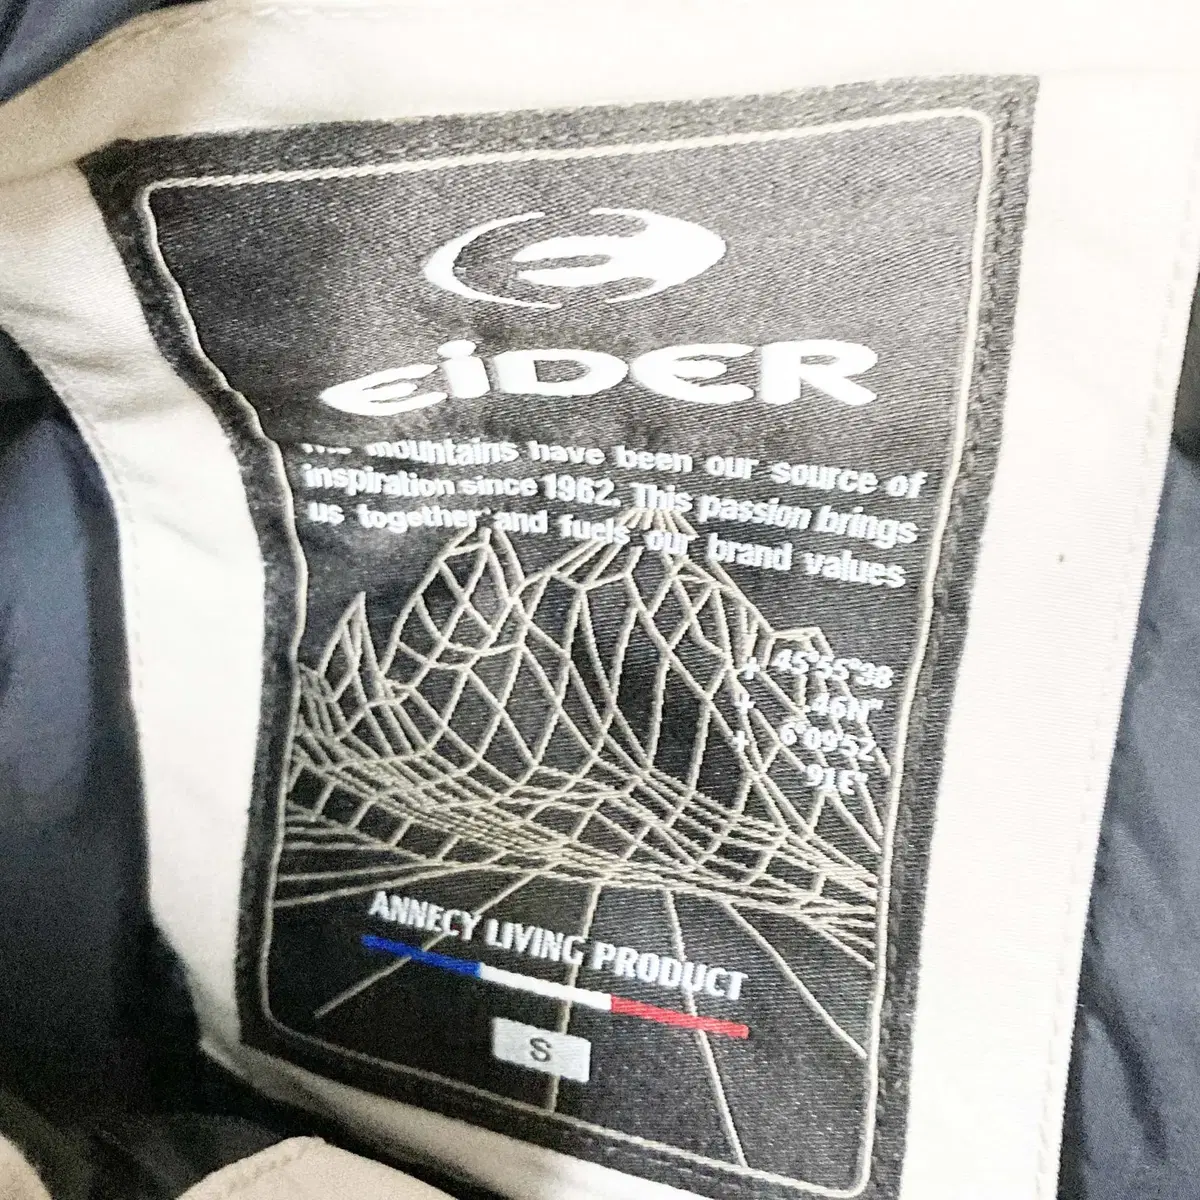 EiDER
The mountains have been our source of
inspiration since 1962. This passion brings
us together and fuels our brand values
+ 45°55°38
+ .46N"
+ 6°09'52
91E"
ANNECY LIVING PRODUCT
S